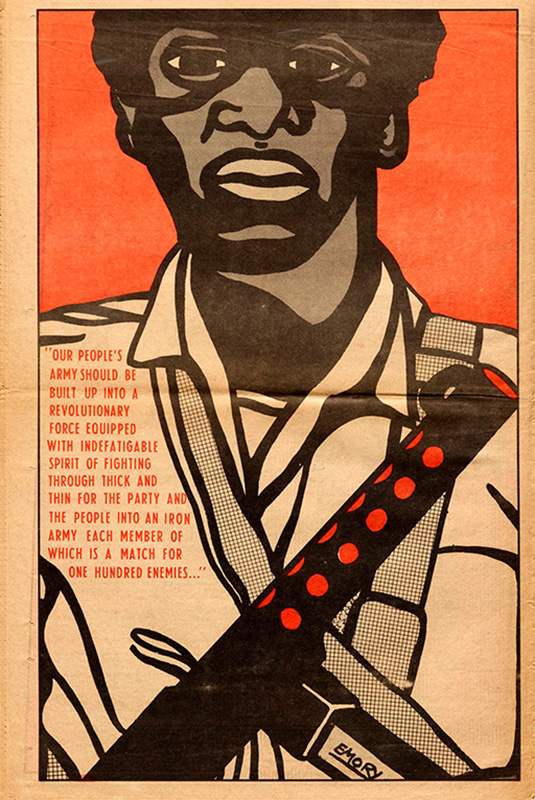 "OUR PEOPLE'S
ARMY SHOULD BE
BUILT UP INTO A
REVOLUTIONARY
FORCE EQUIPPED
WITH INDEFATIGABLE
SPIRIT OF FIGHTING
THROUGH THICK AND
THIN FOR THE PARTY AND
THE PEOPLE INTO AN IRON
ARMY EACH MEMBER OF
WHICH IS A MATCH FOR
ONE HUNDRED ENEMIES..."
EMORY